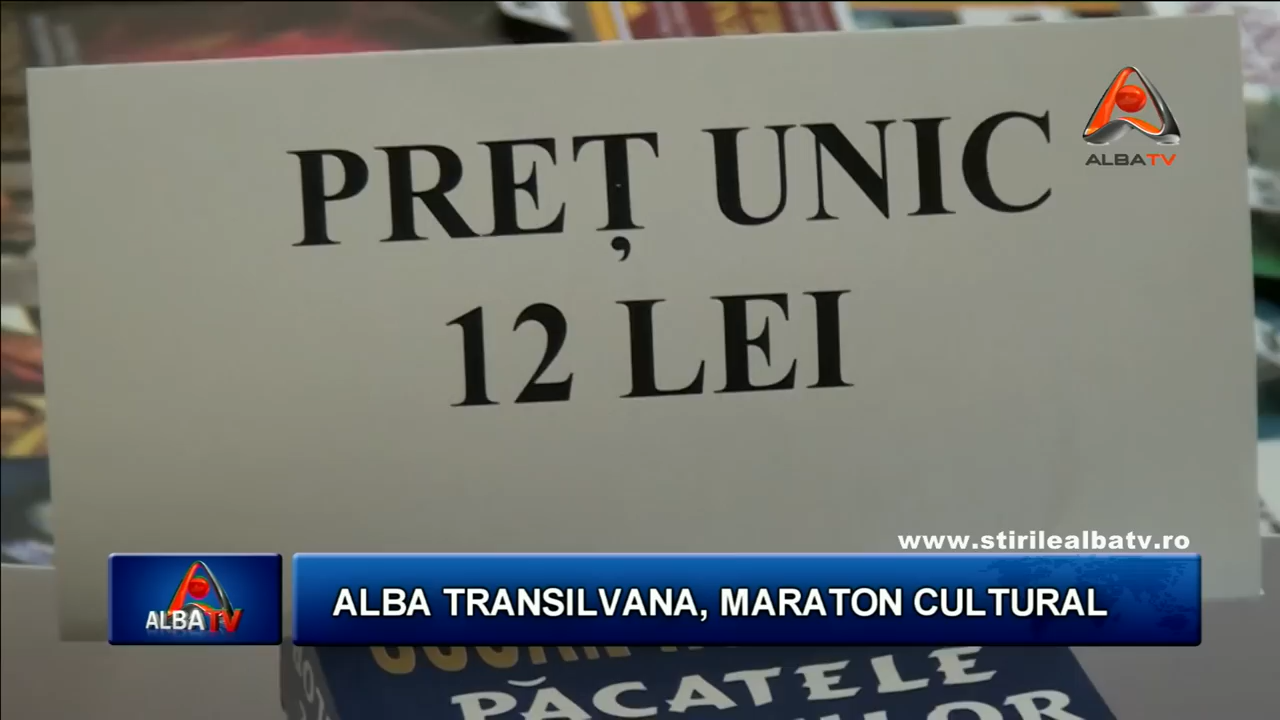 PREȚ UNIC
12 LEI
ALBATV
www.stirilealbatv.ro
ALBATV
ALBA TRANSILVANA, MARATON CULTURAL
PĂCATELE